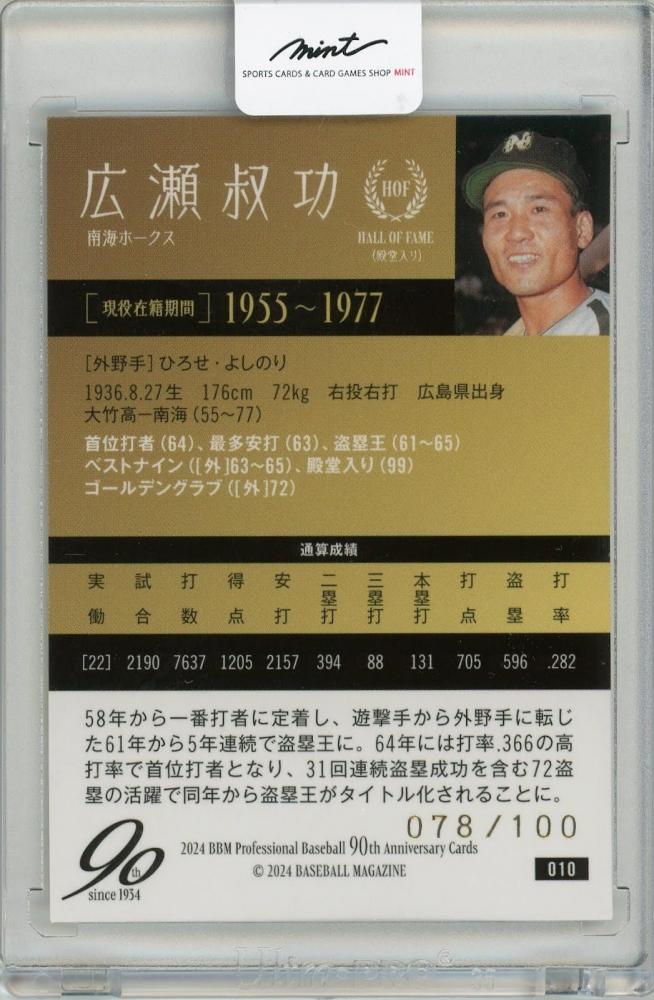 mint
SPORTS CARDS & CARD GAMES SHOP MINT
N
広瀬叔功
HOF
南海ホークス
HALL OF FAME
(殿堂入り)
[現役在籍期間] 1955~1977
[外野手]ひろせ・よしのり
1936.8.27生 176cm 72kg 右投右打 広島県出身
大竹高ー南海(55~77)
首位打者(64)、最多安打(63)、盗塁王(61~65)
ベストナイン([外]63~65)、殿堂入り(99)
ゴールデングラブ([外]72)
通算成績
実働 試合 打数 得点 安打 二塁打 三塁打 本塁打 打点 盗塁 打率
[22] 2190 7637 1205 2157 394 88 131 705 596 .282
58年から一番打者に定着し、遊撃手から外野手に転じ
た61年から5年連続で盗塁王に。64年には打率.366の高
打率で首位打者となり、31回連続盗塁成功を含む72盗
塁の活躍で同年から盗塁王がタイトル化されることに。
078/100
90th
since 1934
2024 BBM Professional Baseball 90th Anniversary Cards
© 2024 BASEBALL MAGAZINE
010